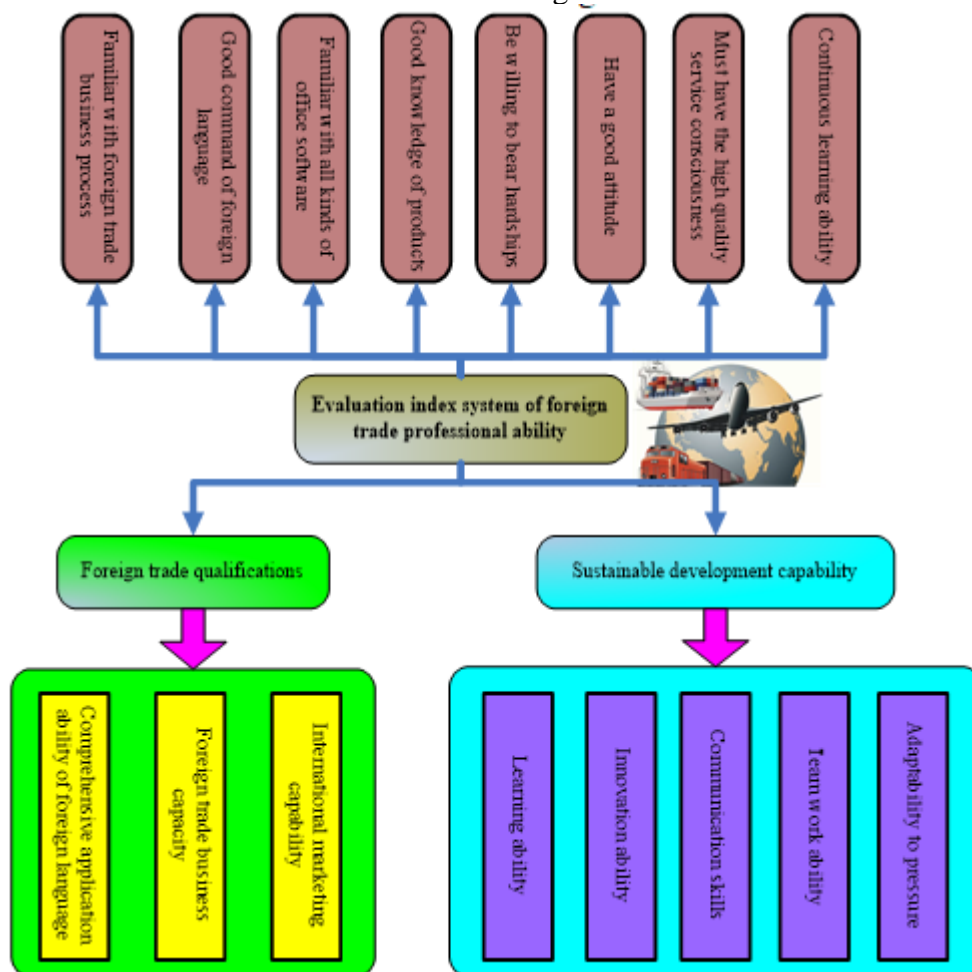 Familiar with foreign trade
business process
Good command of foreign
language
Familiar with all kinds of
office software
Good knowledge of products
Be willing to bear hardships
Have a good attitude
Must have the high quality
service consciousness
Continuous learning ability
Evaluation index system of foreign
trade professional ability
Foreign trade qualifications
Sustainable development capability
Comprehensive application
ability of foreign language
Foreign trade business
capacity
International marketing
capability
Learning ability
Innovation ability
Communication skills
Teamwork ability
Adaptability to pressure